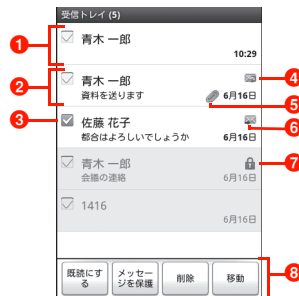 受信トレイ (5)
1
青木 一郎
10:29
2
青木 一郎
4
資料を送ります
6月16日
5
3
佐藤 花子
6
都合はよろしいでしょうか
6月16日
青木 一郎
7
会議の連絡
6月16日
1416
6月16日
既読にす
る
メッセー
ジを保護
削除
移動
8